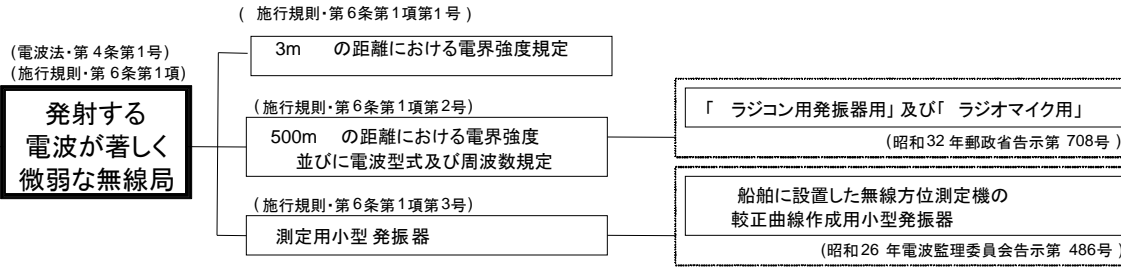 (電波法・第4条第1号)
(施行規則・第6条第1項)
発射する
電波が著しく
微弱な無線局
( 施行規則・第6条第1項第1号)
3m の距離における電界強度規定
(施行規則・第6条第1項第2号)
500m の距離における電界強度
並びに電波型式及び周波数規定
「 ラジコン用発振器用」及び「 ラジオマイク用」
(昭和32年郵政省告示第 708号)
(施行規則・第6条第1項第3号)
測定用小型発振器
船舶に設置した無線方位測定機の
較正曲線作成用小型発振器
(昭和26 年電波監理委員会告示第 486号)